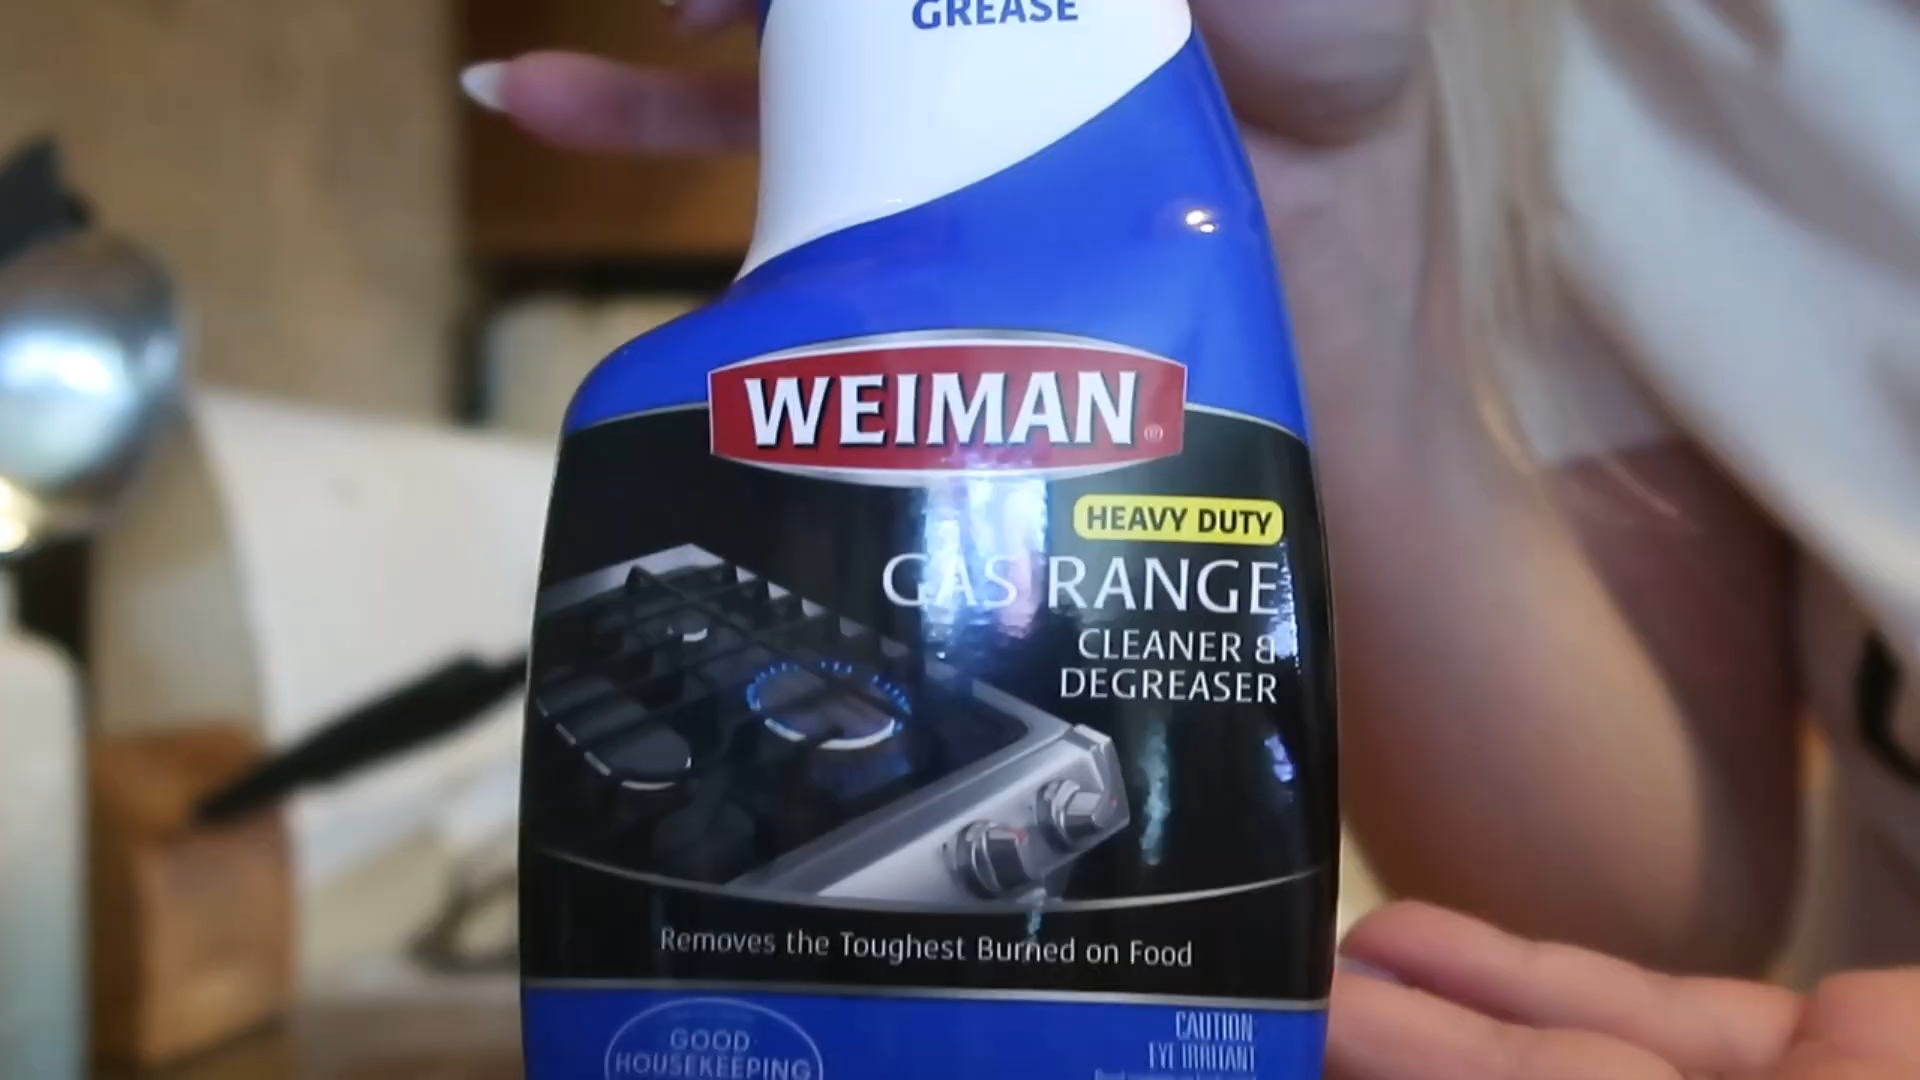 GREASE
WEIMAN®
HEAVY DUTY
GAS RANGE
CLEANER &
DEGREASER
Removes the Toughest Burned on Food
GOOD
HOUSEKEEPING
CAUTION:
EYE IRRITANT